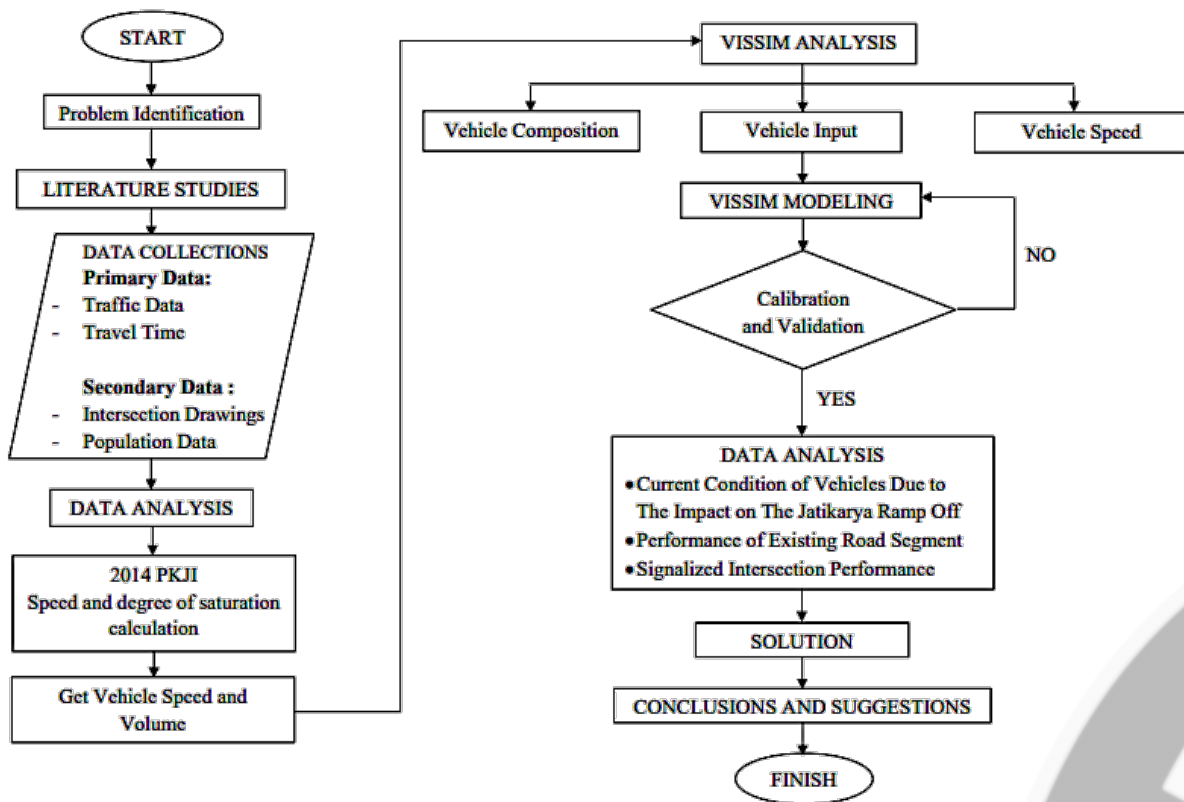 START
Problem Identification
LITERATURE STUDIES
DATA COLLECTIONS
Primary Data:
- Traffic Data
- Travel Time
Secondary Data :
- Intersection Drawings
- Population Data
DATA ANALYSIS
2014 PKJI
Speed and degree of saturation
calculation
Get Vehicle Speed and
Volume
VISSIM ANALYSIS
Vehicle Composition
Vehicle Input
Vehicle Speed
VISSIM MODELING
NO
Calibration
and Validation
YES
DATA ANALYSIS
●Current Condition of Vehicles Due to
The Impact on The Jatikarya Ramp Off
●Performance of Existing Road Segment
●Signalized Intersection Performance
SOLUTION
CONCLUSIONS AND SUGGESTIONS
FINISH